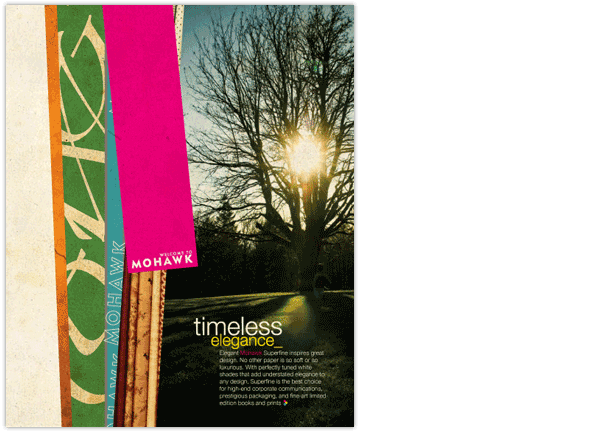 WELCOME TO
MOHAWK
MOHAWK MOHAWK
timeless
elegance_
Elegant Mohawk Superfine inspires great
design. No other paper is so soft or so
luxurious. With perfectly tuned white
shades that add understated elegance to
any design, Superfine is the best choice
for high-end corporate communications,
prestigious packaging, and fine-art limited
edition books and prints